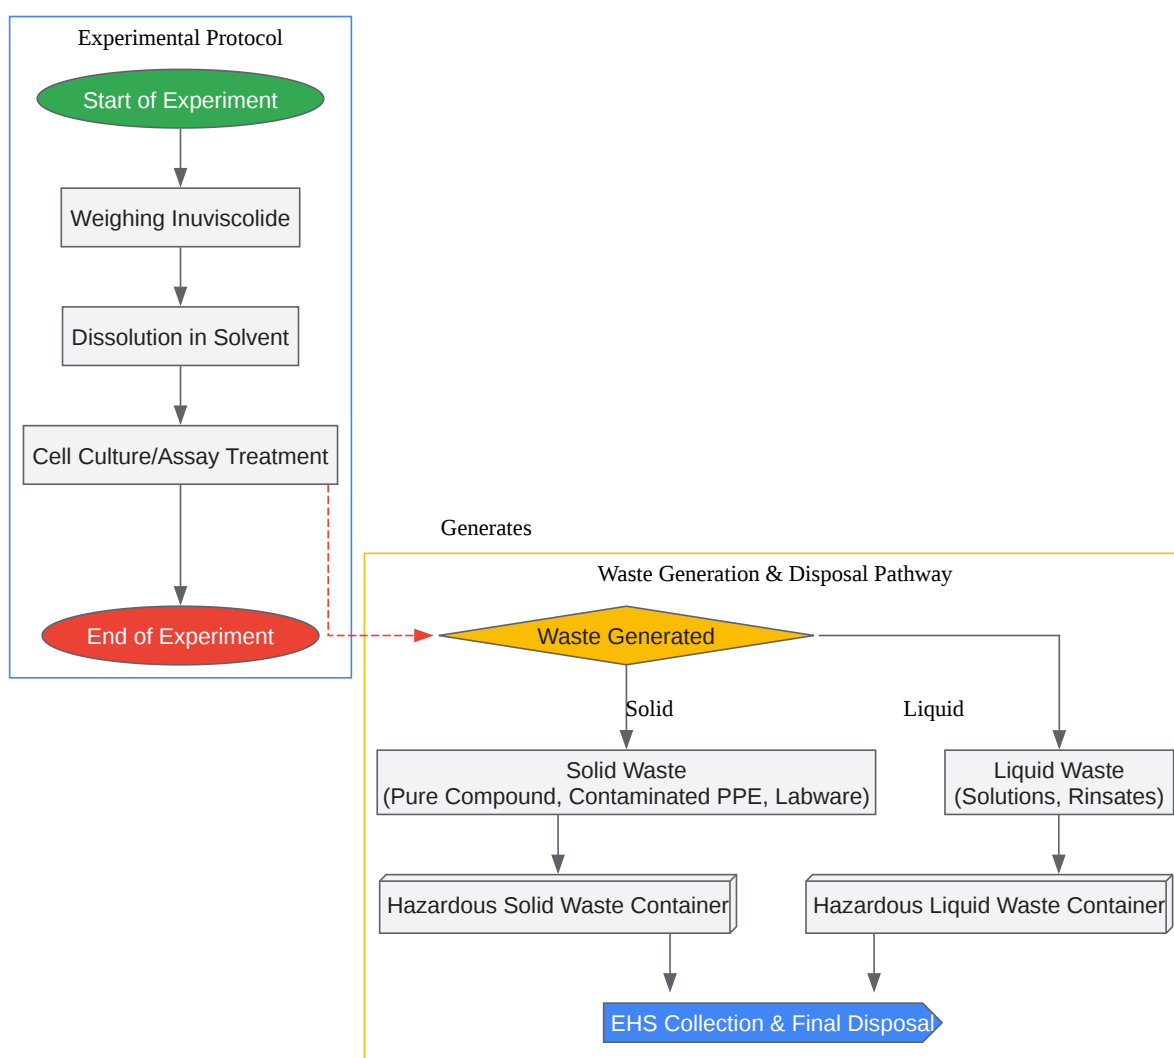 Experimental Protocol
Start of Experiment
Weighing Inuviscolide
Dissolution in Solvent
Cell Culture/Assay Treatment
End of Experiment
Generates
Waste Generation & Disposal Pathway
Waste Generated
Solid
Liquid
Solid Waste
(Pure Compound, Contaminated PPE, Labware)
Liquid Waste
(Solutions, Rinsates)
Hazardous Solid Waste Container
Hazardous Liquid Waste Container
EHS Collection & Final Disposal